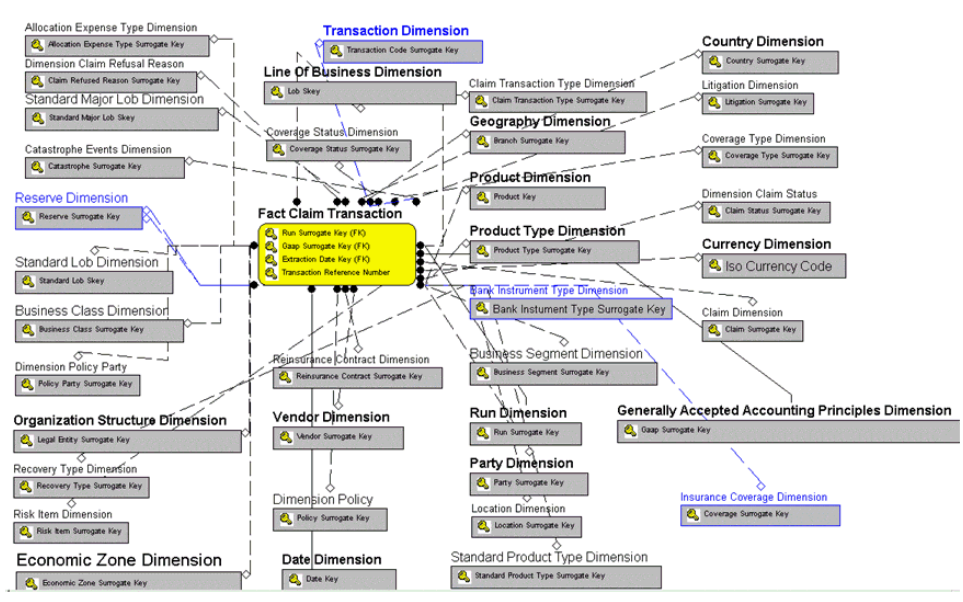 Allocation Expense Type Dimension
Allocation Expense Type Surrogate Key
Dimension Claim Refusal Reason
Claim Refused Reason Surrogate Key
Standard Major Lob Dimension
Standard Major Lob Skey
Catastrophe Events Dimension
Catastrophe Surrogate Key
Reserve Dimension
Reserve Surrogate Key
Standard Lob Dimension
Standard Lob Skey
Business Class Dimension
Business Class Surrogate Key
Dimension Policy Party
Policy Party Surrogate Key
Organization Structure Dimension
Legal Entity Surrogate Key
Recovery Type Dimension
Recovery Type Surrogate Key
Risk Item Dimension
Risk Item Surrogate Key
Economic Zone Dimension
Economic Zone Surrogate Key
Transaction Dimension
Transaction Code Surrogate Key
Line Of Business Dimension
Lob Skey
Coverage Status Dimension
Coverage Status Surrogate Key
Fact Claim Transaction
Run Surrogate Key (FK)
Gaap Surrogate Key (FK)
Extraction Date Key (FK)
Transaction Reference Number
Reinsurance Contract Dimension
Reinsurance Contract Surrogate Key
Vendor Dimension
Vendor Surrogate Key
Dimension Policy
Policy Surrogate Key
Date Dimension
Date Key
Claim Transaction Type Dimension
Claim Transaction Type Surrogate Key
Geography Dimension
Branch Surrogate Key
Product Dimension
Product Key
Product Type Dimension
Product Type Surrogate Key
Bank Instrument Type Dimension
Bank Instument Type Surrogate Key
Business Segment Dimension
Business Segment Surrogate Key
Run Dimension
Run Surrogate Key
Party Dimension
Party Surrogate Key
Location Dimension
Location Surrogate Key
Standard Product Type Dimension
Standard Product Type Surrogate Key
Country Dimension
Country Surrogate Key
Litigation Dimension
Litigation Surrogate Key
Coverage Type Dimension
Coverage Type Surrogate Key
Dimension Claim Status
Claim Status Surrogate Key
Currency Dimension
Iso Currency Code
Claim Dimension
Claim Surrogate Key
Generally Accepted Accounting Principles Dimension
Gaap Surrogate Key
Insurance Coverage Dimension
Coverage Surrogate Key